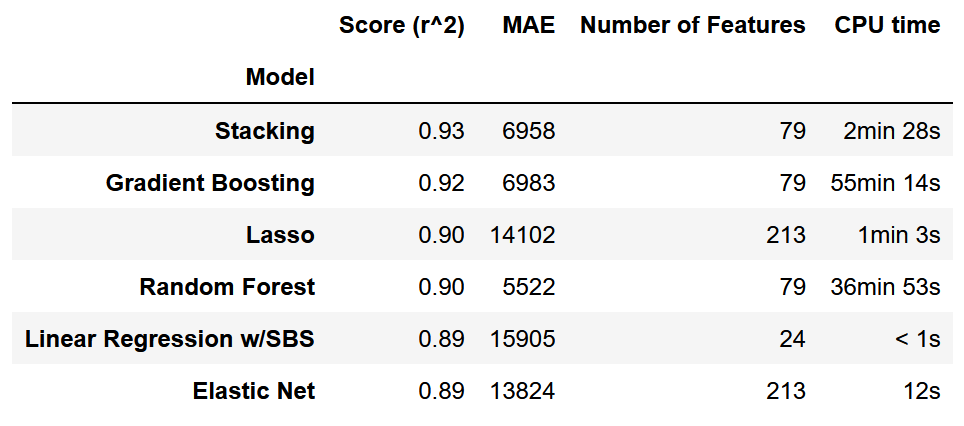 Score (r^2) MAE Number of Features CPU time
Model
Stacking 0.93 6958 79 2min 28s
Gradient Boosting 0.92 6983 79 55min 14s
Lasso 0.90 14102 213 1min 3s
Random Forest 0.90 5522 79 36min 53s
Linear Regression w/SBS 0.89 15905 24 < 1s
Elastic Net 0.89 13824 213 12s